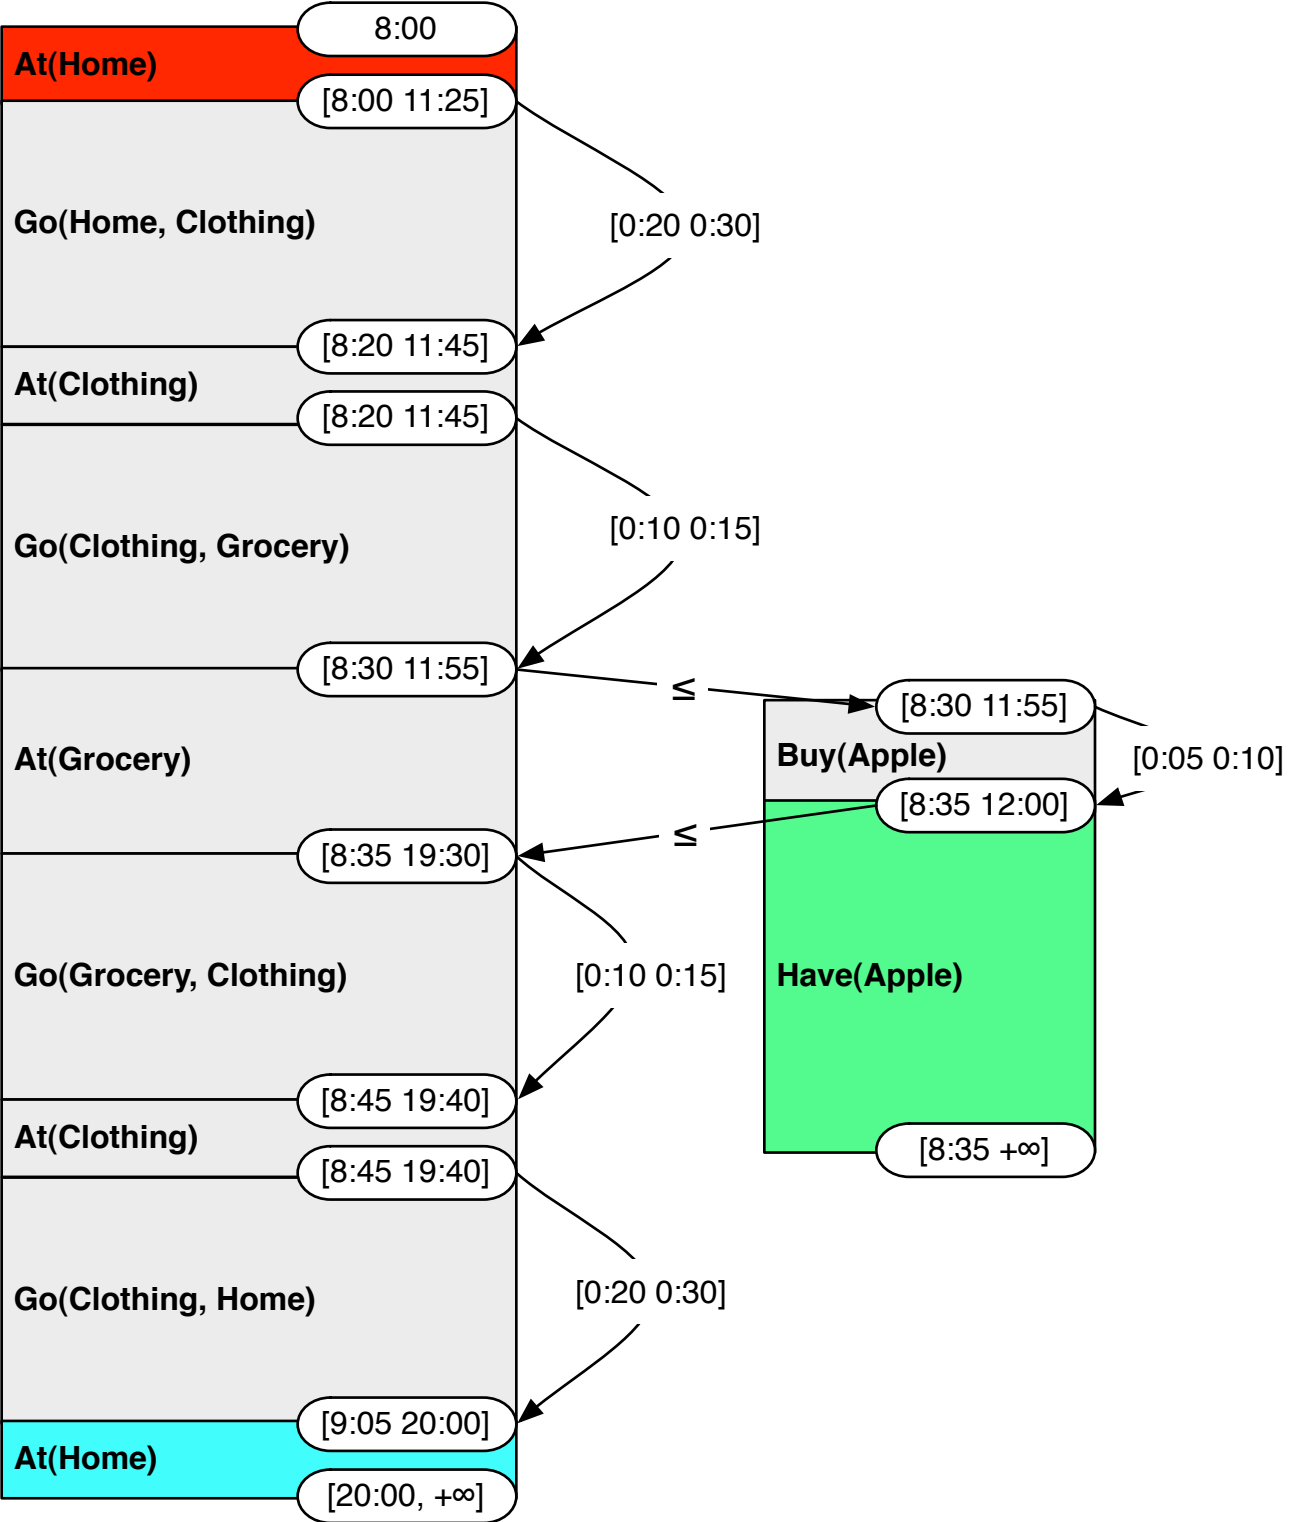 8:00
At(Home)
[8:00 11:25]
Go(Home, Clothing)
[0:20 0:30]
[8:20 11:45]
At(Clothing)
[8:20 11:45]
Go(Clothing, Grocery)
[0:10 0:15]
[8:30 11:55]
≤
[8:30 11:55]
At(Grocery)
Buy(Apple)
[0:05 0:10]
[8:35 12:00]
≤
[8:35 19:30]
Go(Grocery, Clothing)
[0:10 0:15]
Have(Apple)
[8:45 19:40]
At(Clothing)
[8:45 19:40]
[8:35 +∞]
Go(Clothing, Home)
[0:20 0:30]
[9:05 20:00]
At(Home)
[20:00, +∞]